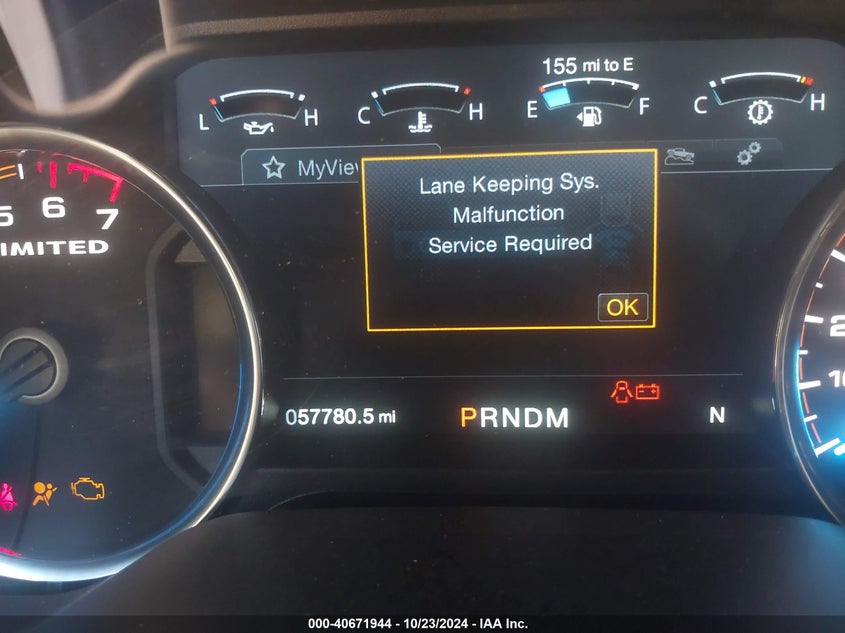 155 mi to E
L H C H E F C H
MyVie
Lane Keeping Sys.
Malfunction
Service Required
OK
5 6 7
IMITED
057780.5 mi
PRNDM
N
000-40671944 - 10/23/2024 - IAA Inc.